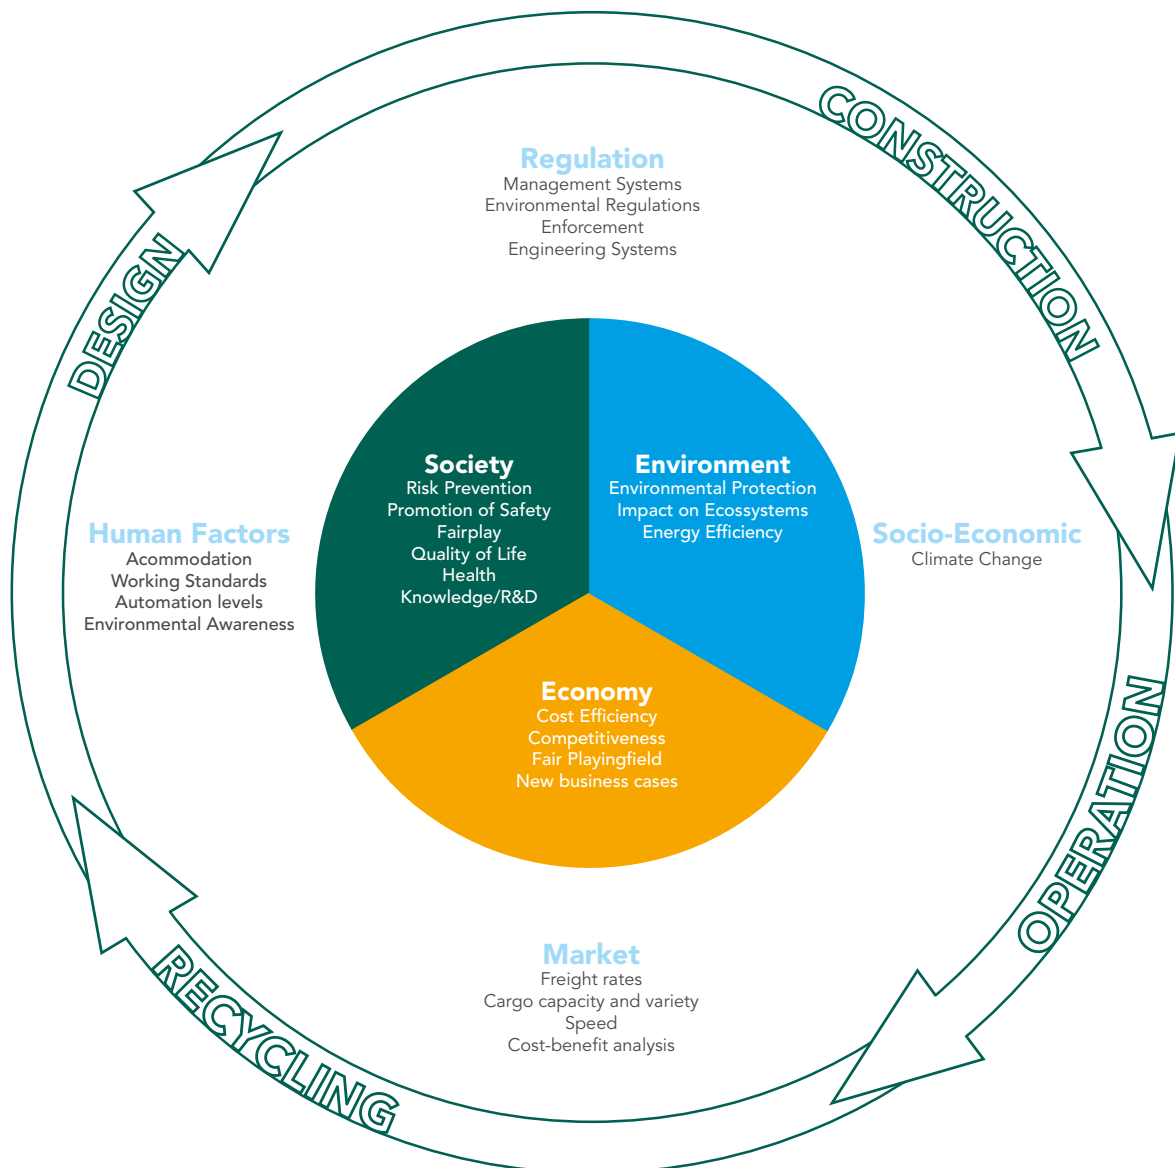 CONSTRUCTION
Regulation
Management Systems
Environmental Regulations
Enforcement
Engineering Systems
DESIGN
Society
Risk Prevention
Promotion of Safety
Fairplay
Quality of Life
Health
Knowledge/R&D
Environment
Environmental Protection
Impact on Ecosystems
Energy Efficiency
Human Factors
Acommodation
Working Standards
Automation levels
Environmental Awareness
Socio-Economic
Climate Change
Economy
Cost Efficiency
Competitiveness
Fair Playingfield
New business cases
OPERATION
Market
Freight rates
Cargo capacity and variety
Speed
Cost-benefit analysis
RECYCLING